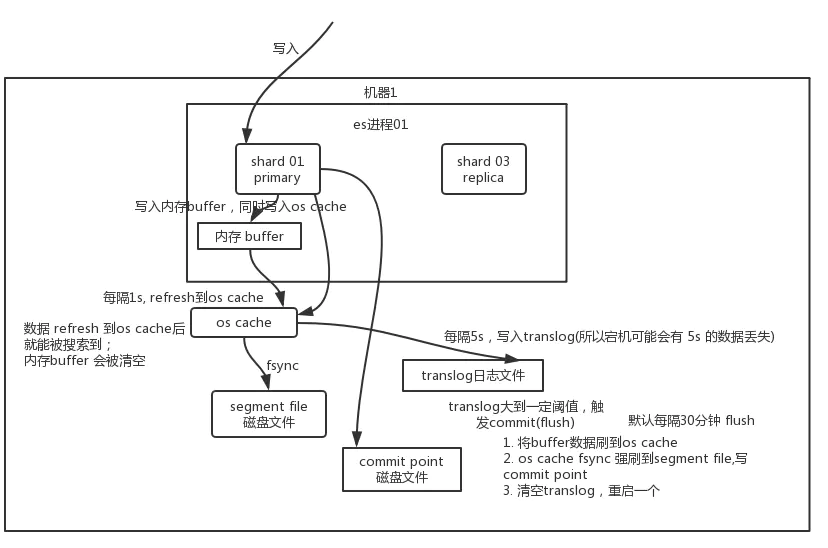 写入
机器1
es进程01
shard 01
primary
shard 03
replica
写入内存buffer，同时写入os cache
内存 buffer
每隔1s, refresh到os cache
os cache
数据 refresh 到os cache后
就能被搜索到；
内存buffer 会被清空
每隔5s，写入translog(所以宕机可能会有 5s 的数据丢失)
fsync
translog日志文件
segment file
磁盘文件
translog大到一定阈值，触
发commit(flush)
默认每隔30分钟 flush
1. 将buffer数据刷到os cache
2. os cache fsync 强刷到segment file,写
commit point
3. 清空translog，重启一个
commit point
磁盘文件